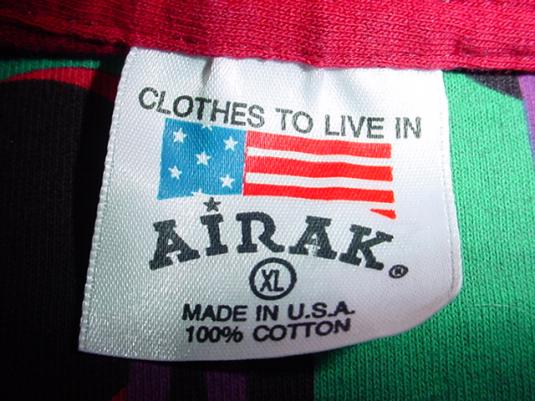 CLOTHES TO LIVE IN
AIRAK®
XL
MADE IN U.S.A.
100% COTTON